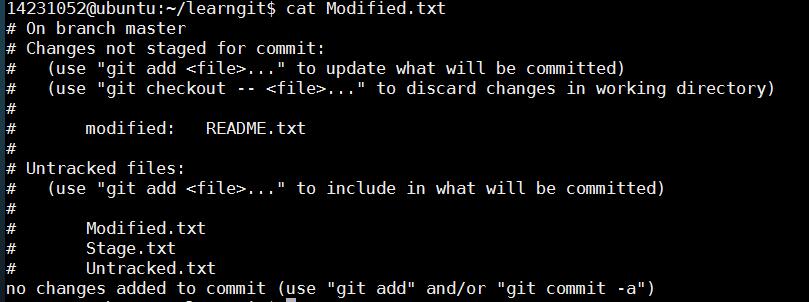 14231052@ubuntu:~/learngit$ cat Modified.txt
# On branch master
# Changes not staged for commit:
#   (use "git add <file>..." to update what will be committed)
#   (use "git checkout -- <file>..." to discard changes in working directory)
#
#       modified:   README.txt
#
# Untracked files:
#   (use "git add <file>..." to include in what will be committed)
#
#       Modified.txt
#       Stage.txt
#       Untracked.txt
no changes added to commit (use "git add" and/or "git commit -a")